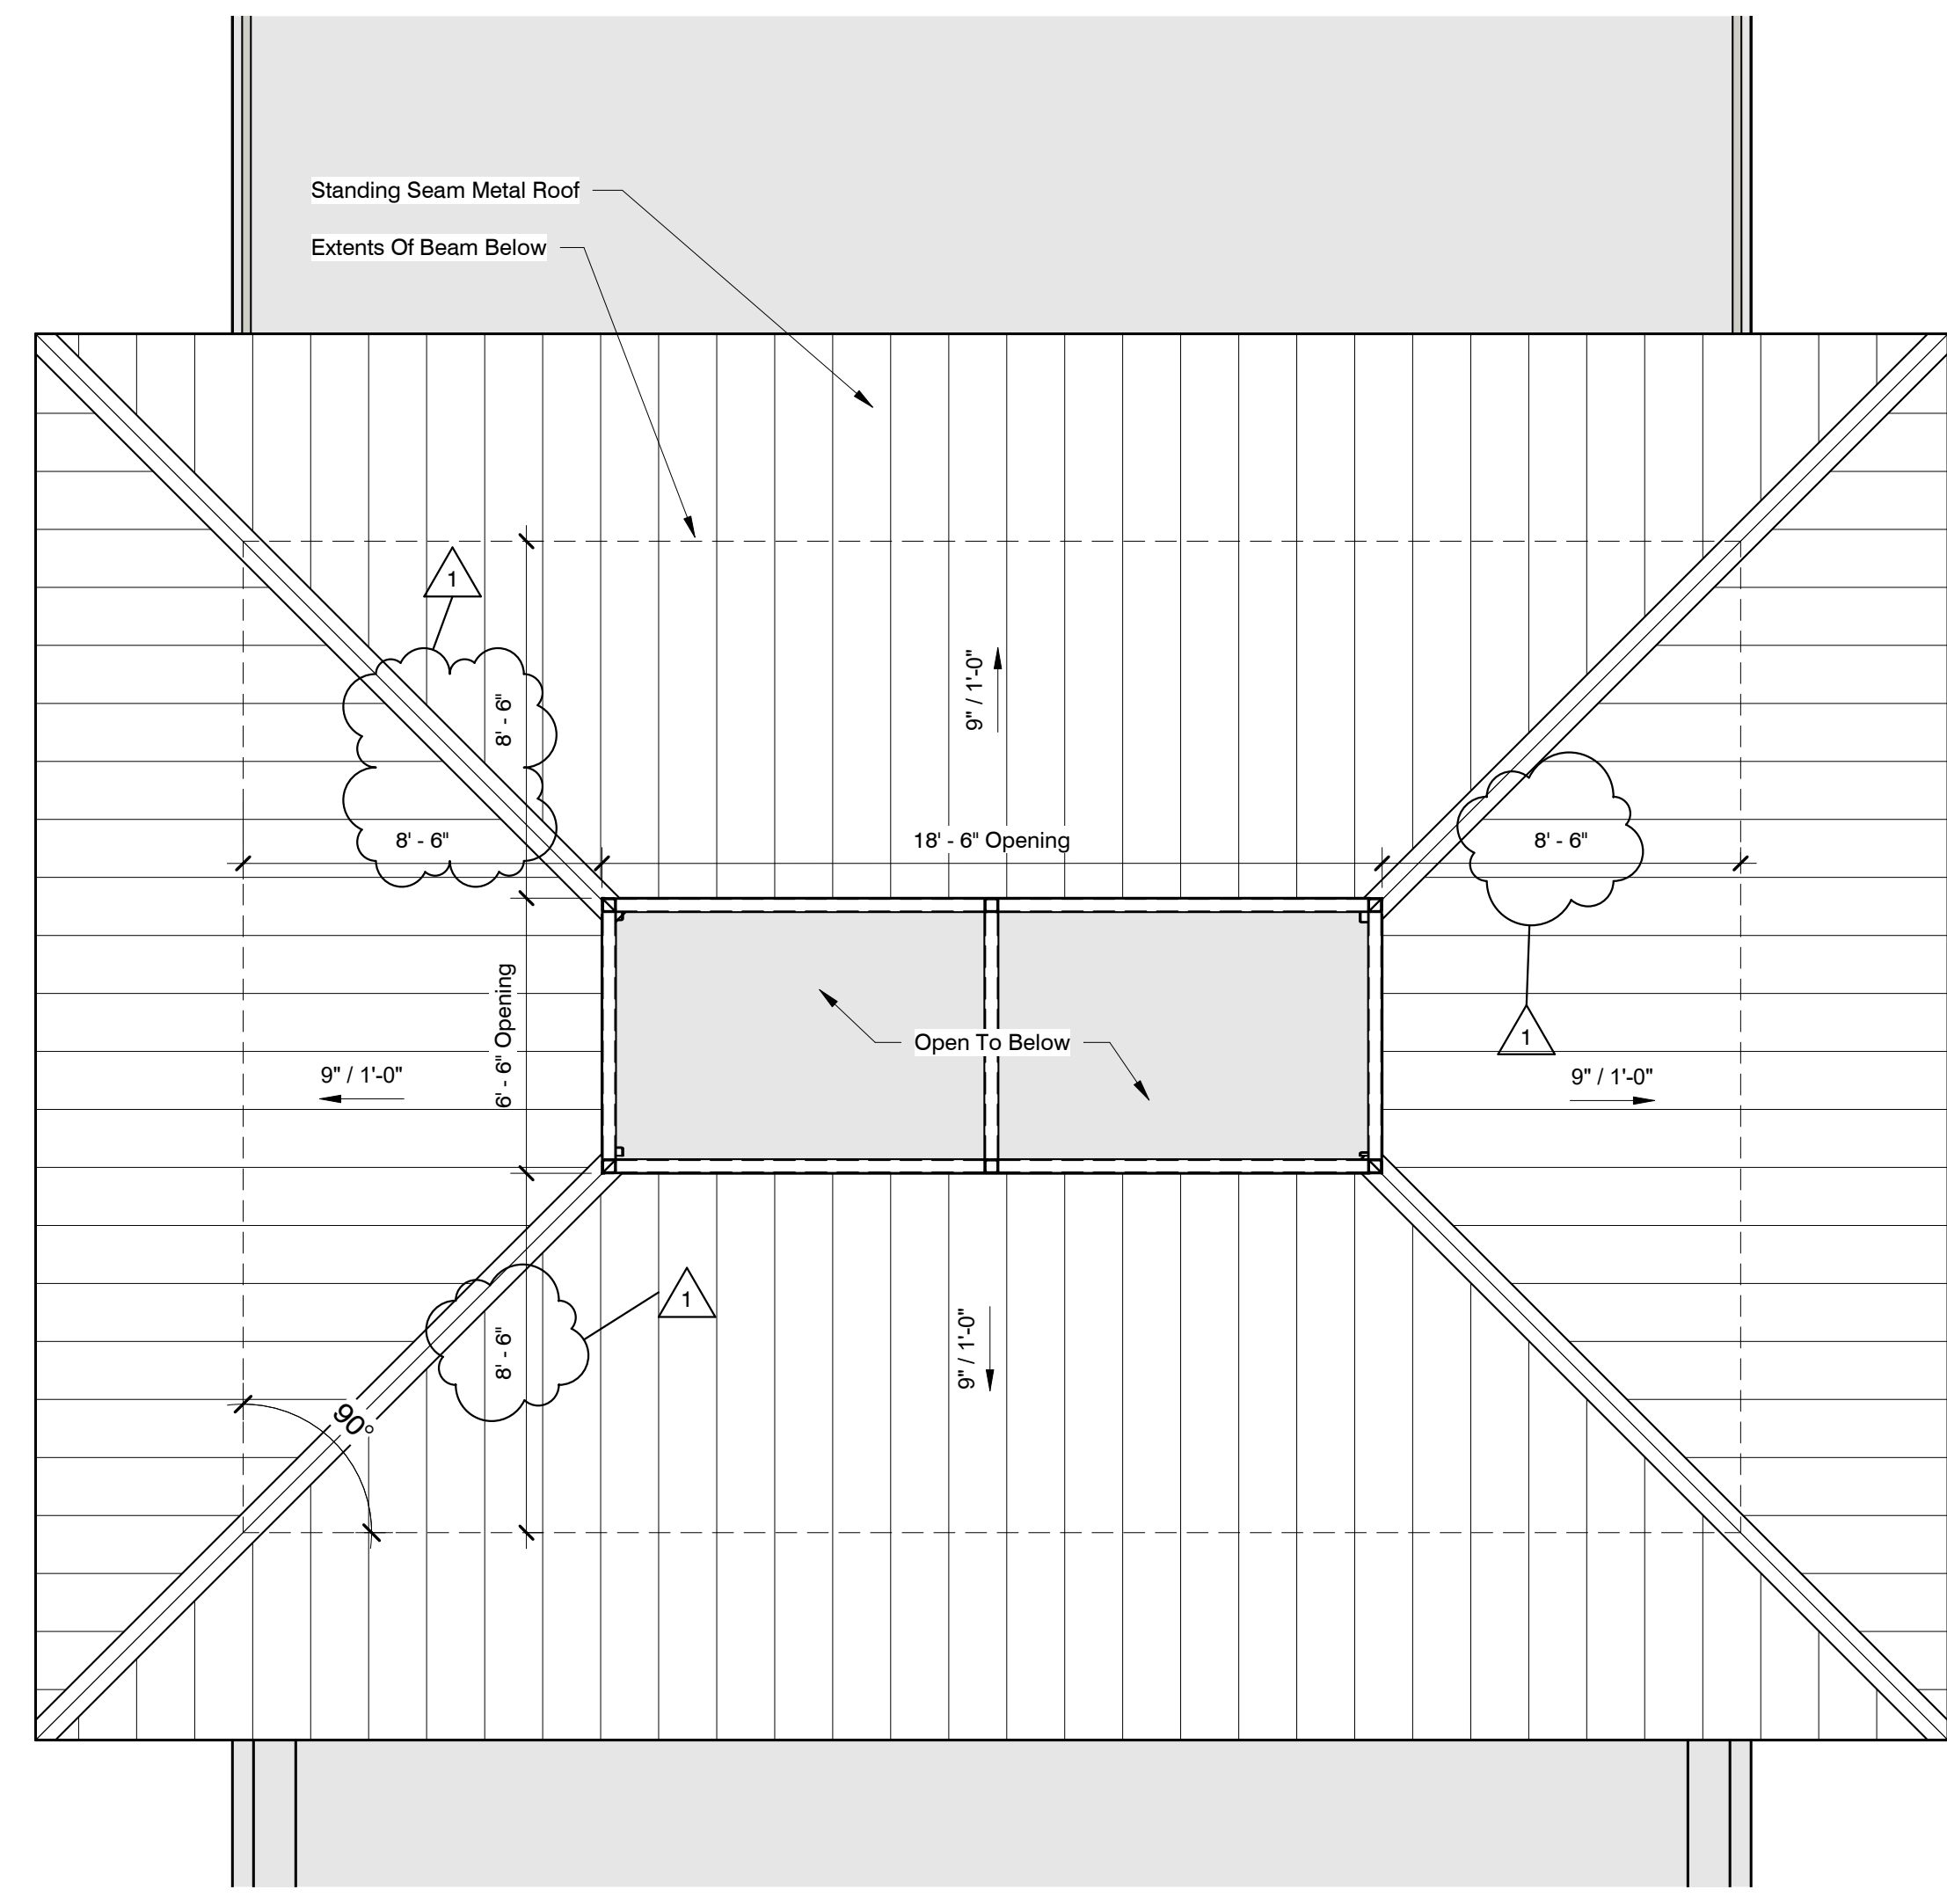 Standing Seam Metal Roof
Extents Of Beam Below
1
8' - 6"
9" / 1'-0"
8' - 6"
18' - 6" Opening
8' - 6"
6' - 6" Opening
Open To Below
1
9" / 1'-0"
9" / 1'-0"
1
8' - 6"
9" / 1'-0"
90°